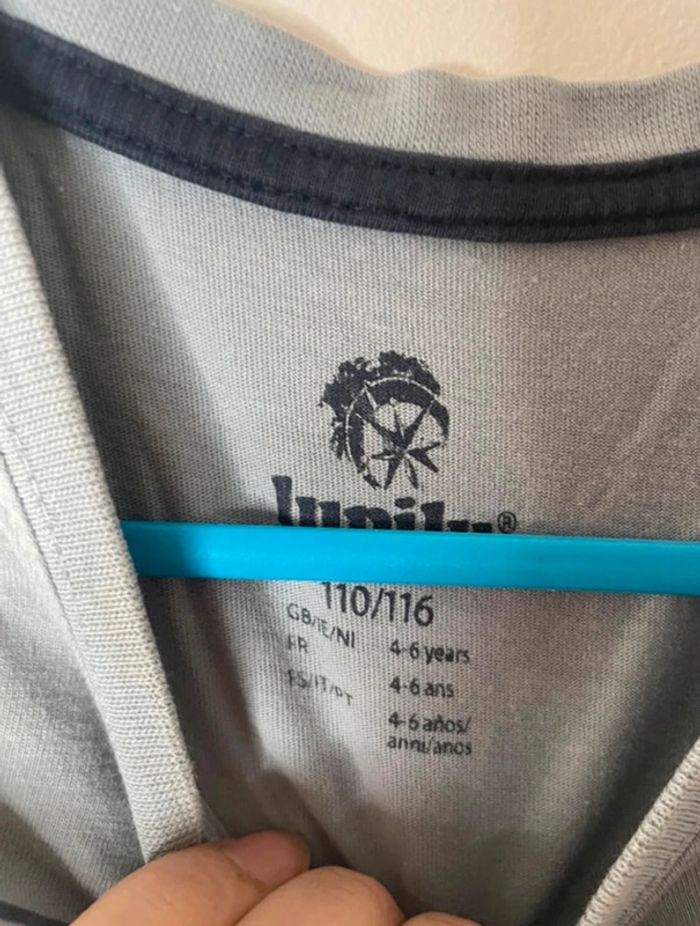 lupilu®
110/116
GB/IE/NI 4-6 years
FR 4-6 ans
ES/IT/PT 4-6 años/
anni/anos